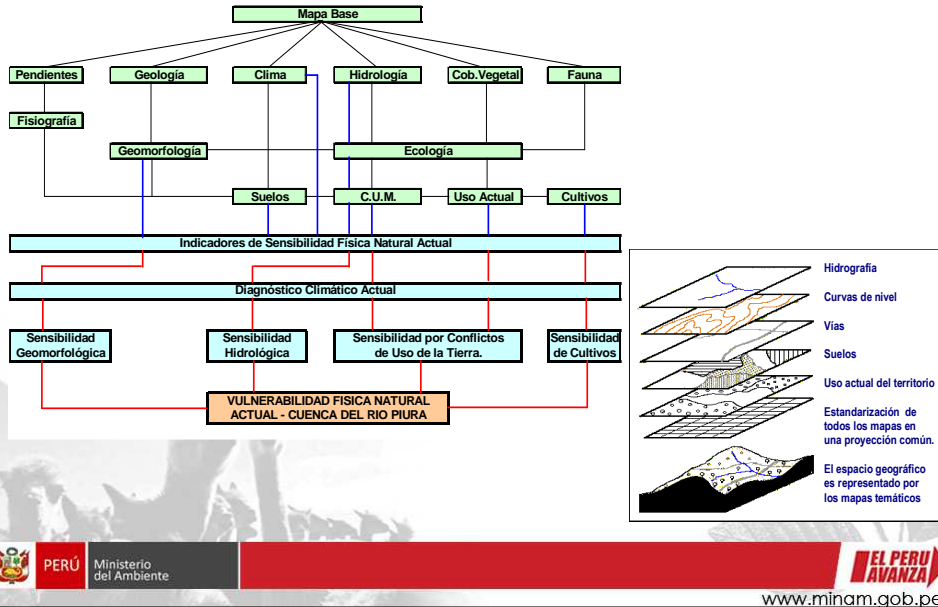 Mapa Base
Pendientes
Geología
Clima
Hidrología
Cob.Vegetal
Fauna
Fisiografía
Geomorfología
Ecología
Suelos
C.U.M.
Uso Actual
Cultivos
Indicadores de Sensibilidad Física Natural Actual
Diagnóstico Climático Actual
Sensibilidad
Geomorfológica
Sensibilidad
Hidrológica
Sensibilidad por Conflictos
de Uso de la Tierra.
Sensibilidad
de Cultivos
VULNERABILIDAD FISICA NATURAL
ACTUAL - CUENCA DEL RIO PIURA
Hidrografía
Curvas de nivel
Vías
Suelos
Uso actual del territorio
Estandarización de
todos los mapas en
una proyección común.
El espacio geográfico
es representado por
los mapas temáticos
PERÚ
Ministerio
del Ambiente
EL PERU
AVANZA
www.minam.gob.pe